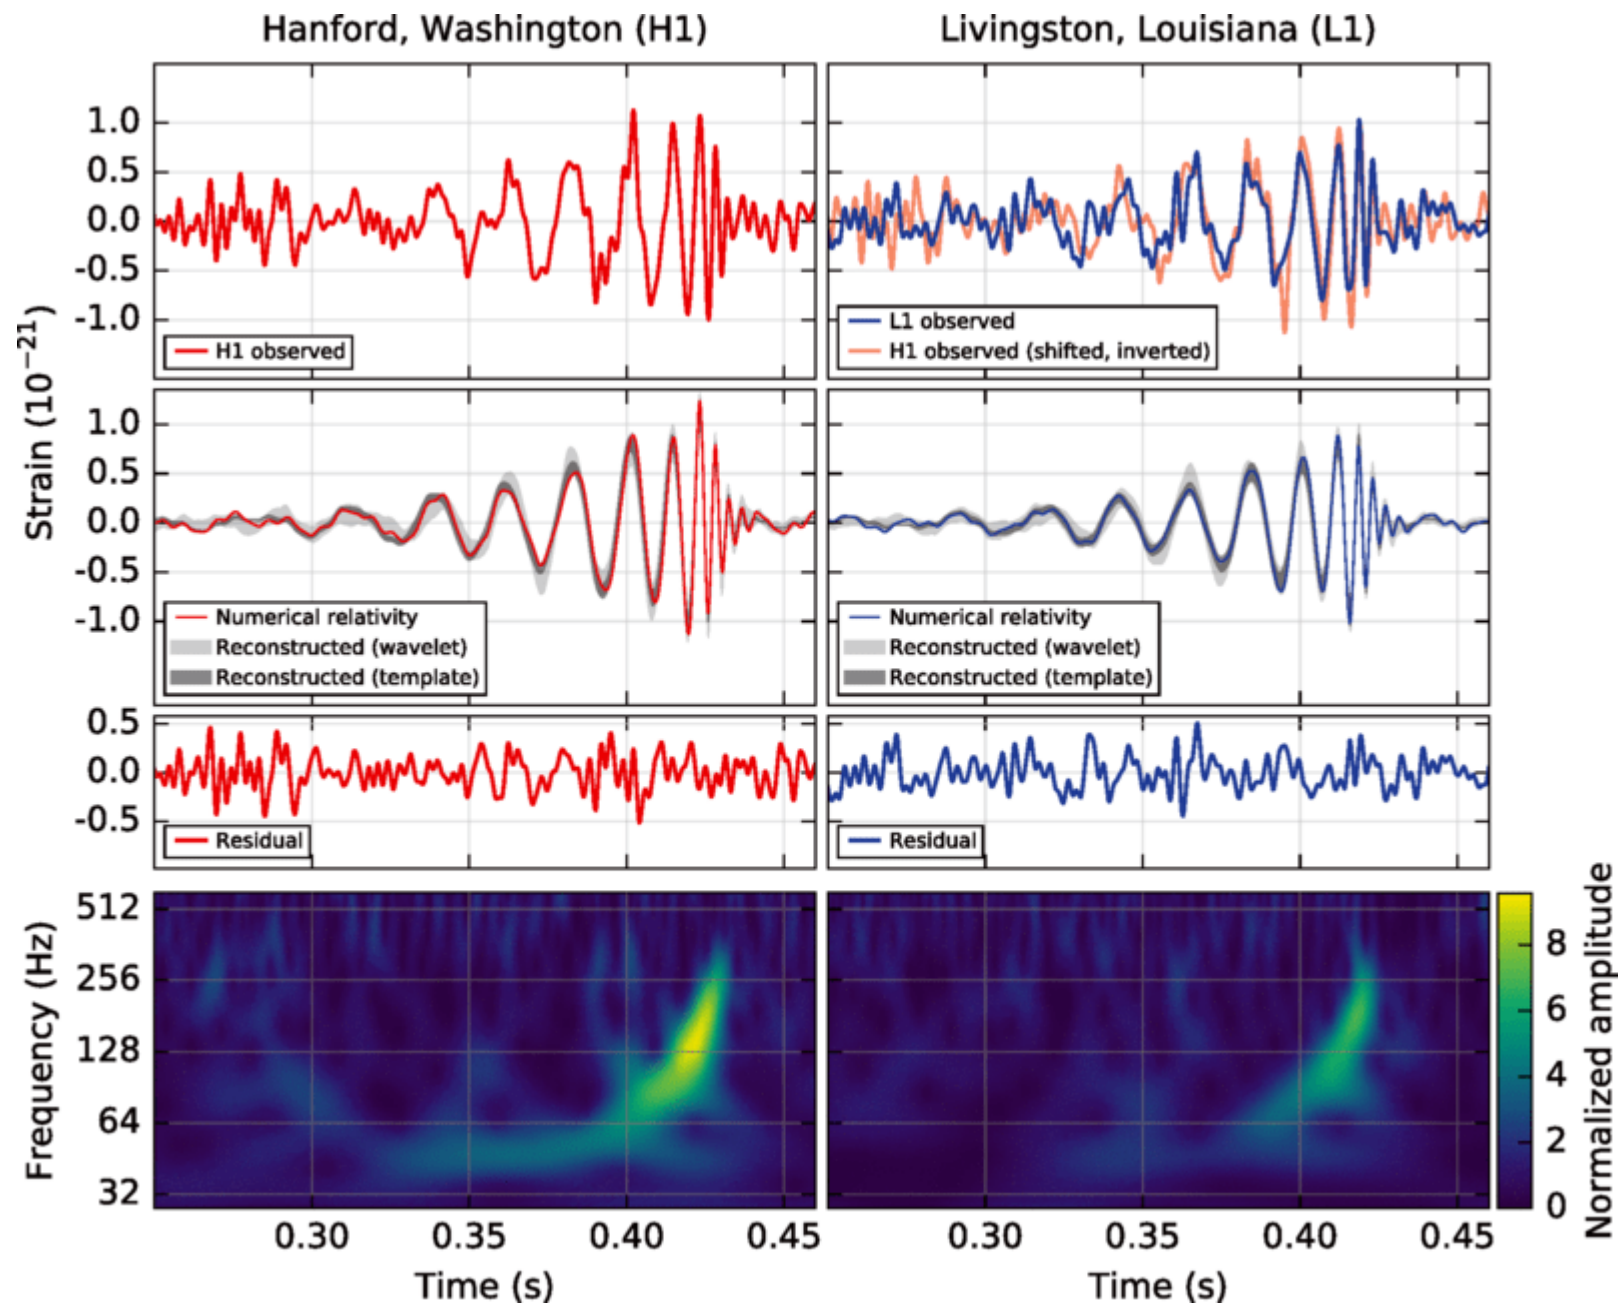 Hanford, Washington (H1)
Livingston, Louisiana (L1)
Strain (10⁻²¹)
1.0
0.5
0.0
-0.5
-1.0
H1 observed
L1 observed
H1 observed (shifted, inverted)
1.0
0.5
0.0
-0.5
-1.0
Numerical relativity
Reconstructed (wavelet)
Reconstructed (template)
Numerical relativity
Reconstructed (wavelet)
Reconstructed (template)
0.5
0.0
-0.5
Residual
Residual
Frequency (Hz)
512
256
128
64
32
Normalized amplitude
8
6
4
2
0
0.30 0.35 0.40 0.45
0.30 0.35 0.40 0.45
Time (s)
Time (s)